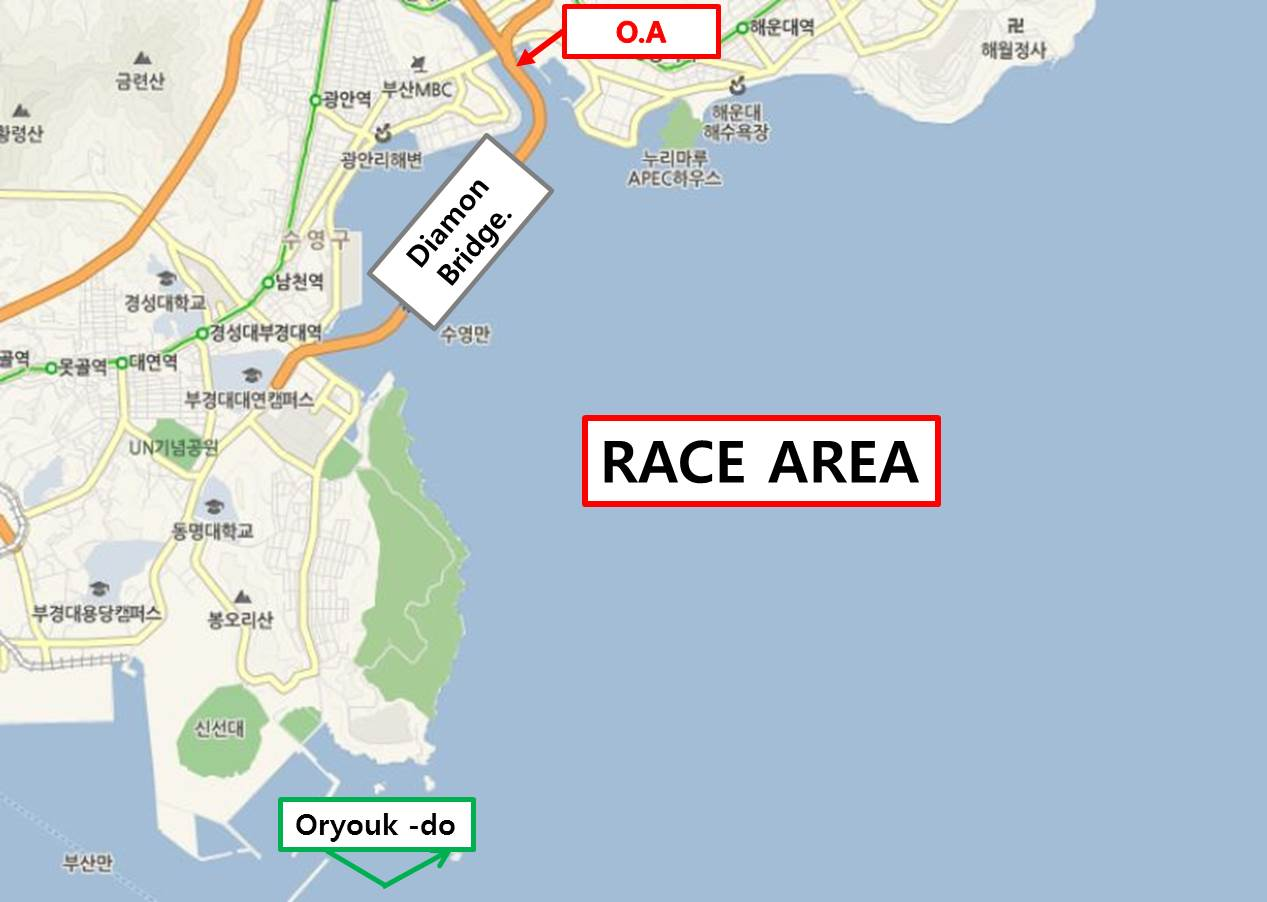 O.A
해운대역
해월정사
금련산
부산MBC
광안역
황령산
해운대
해수욕장
광안리해변
누리마루
APEC하우스
Diamon
Bridge.
수영구
남천역
경성대학교
경성대부경대역
수영만
골역
못골역
대연역
부경대대연캠퍼스
UN기념공원
RACE AREA
동명대학교
부경대용당캠퍼스
봉오리산
신선대
Oryouk -do
부산만